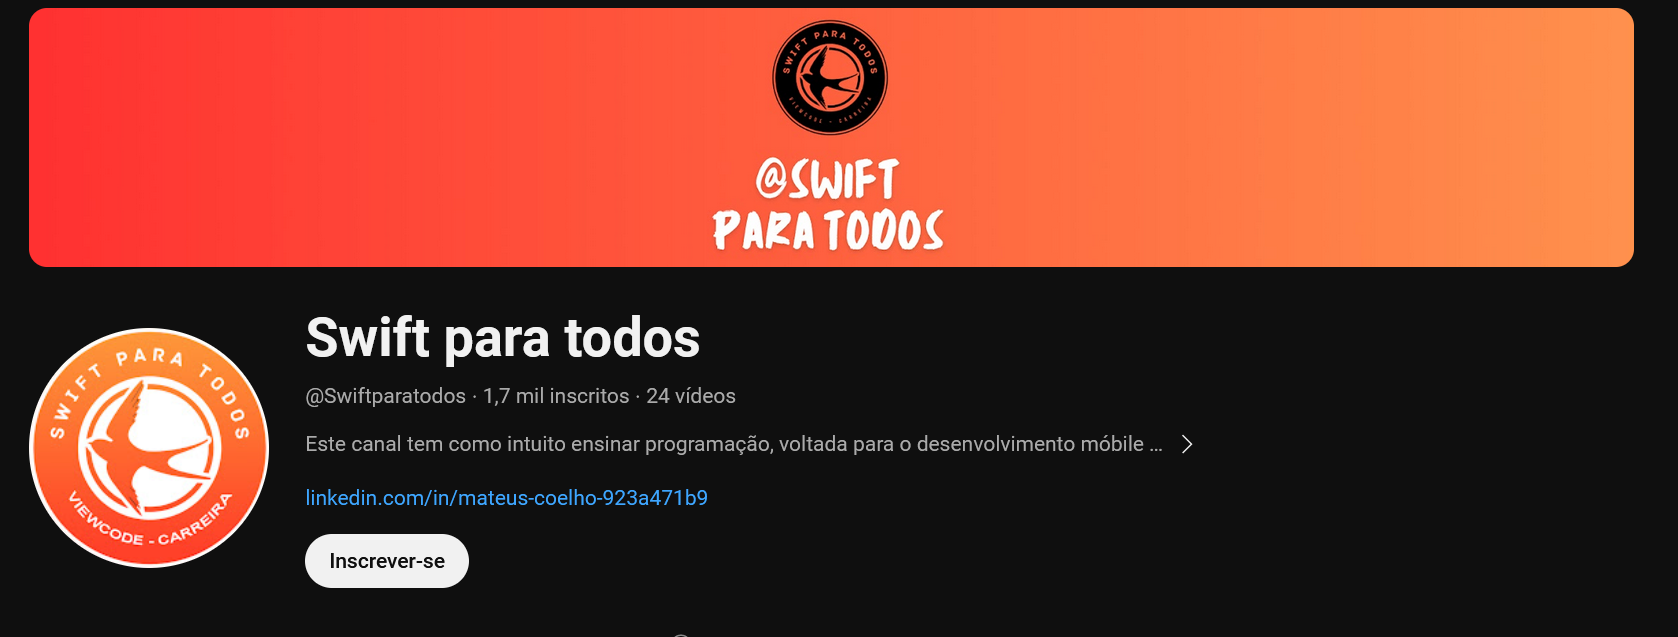 SWIFT PARA TODOS
VIEWCODE - CARREIRA
@SWIFT
PARA TODOS
SWIFT PARA TODOS
VIEWCODE - CARREIRA
Swift para todos
@Swiftparatodos · 1,7 mil inscritos · 24 vídeos
Este canal tem como intuito ensinar programação, voltada para o desenvolvimento móbile ...
linkedin.com/in/mateus-coelho-923a471b9
Inscrever-se